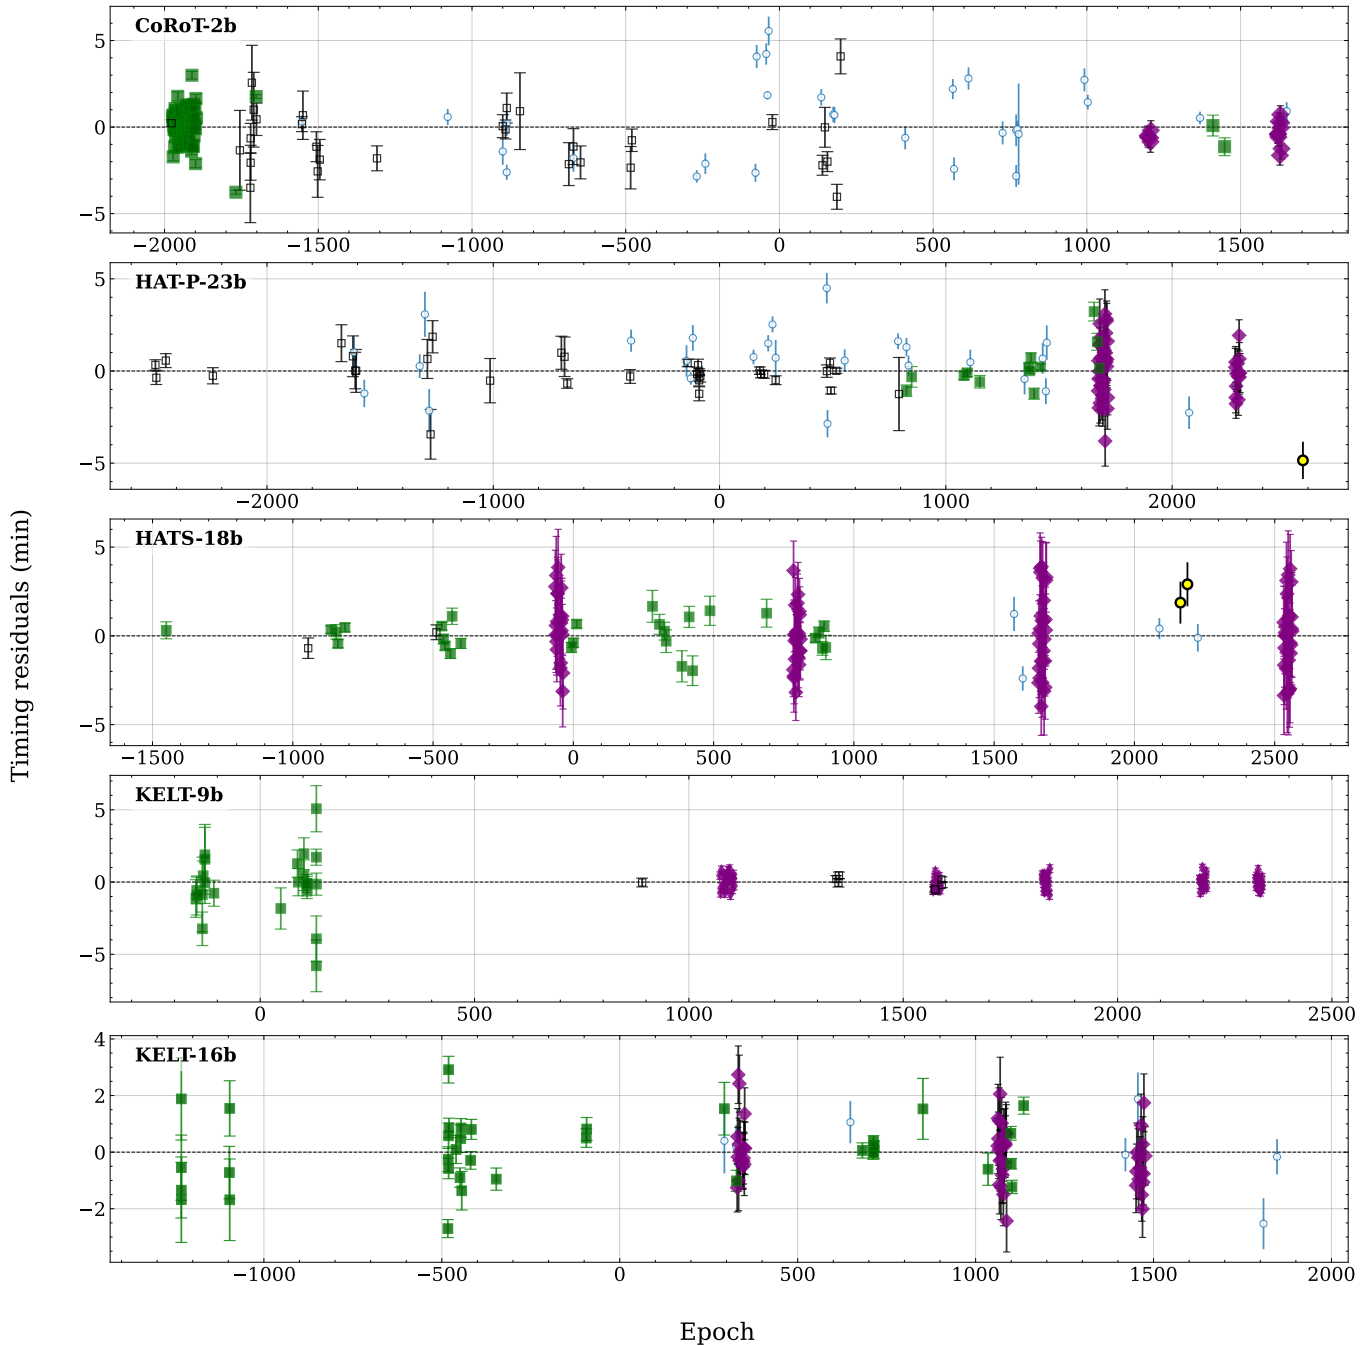 CoRoT-2b
5
0
−5
−2000 −1500 −1000 −500 0 500 1000 1500
HAT-P-23b
5
0
−5
−2000 −1000 0 1000 2000
HATS-18b
5
0
−5
−1500 −1000 −500 0 500 1000 1500 2000 2500
Timing residuals (min)
KELT-9b
5
0
−5
0 500 1000 1500 2000 2500
KELT-16b
4
2
0
−2
−1000 −500 0 500 1000 1500 2000
Epoch